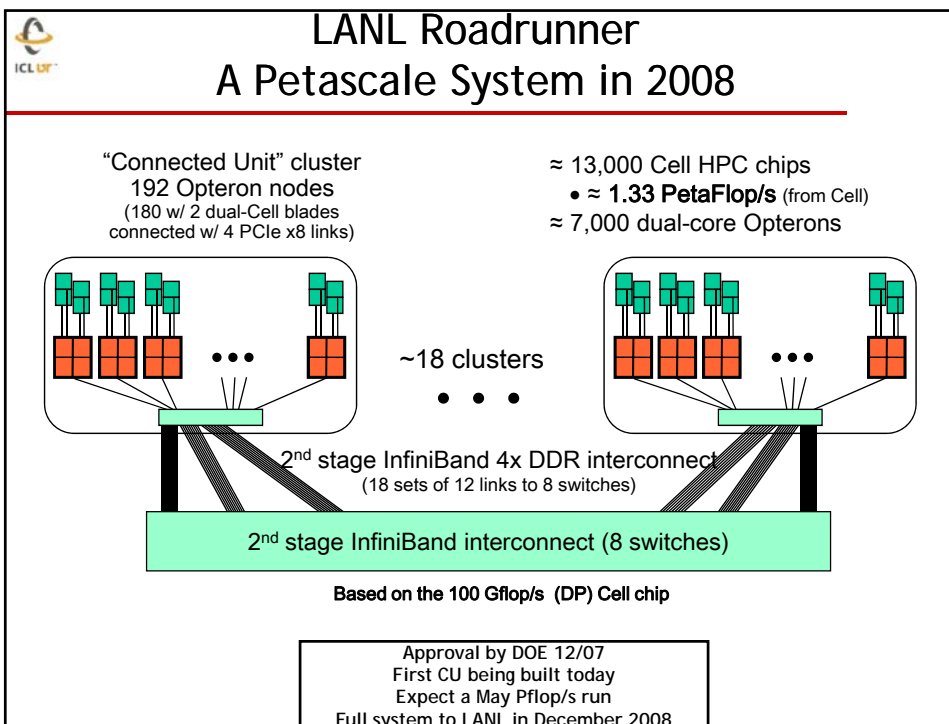 ICL UT
LANL Roadrunner
A Petascale System in 2008
“Connected Unit” cluster
192 Opteron nodes
(180 w/ 2 dual-Cell blades
connected w/ 4 PCIe x8 links)
≈ 13,000 Cell HPC chips
• ≈ 1.33 PetaFlop/s (from Cell)
≈ 7,000 dual-core Opterons
~18 clusters
2nd stage InfiniBand 4x DDR interconnect
(18 sets of 12 links to 8 switches)
2nd stage InfiniBand interconnect (8 switches)
Based on the 100 Gflop/s (DP) Cell chip
Approval by DOE 12/07
First CU being built today
Expect a May Pflop/s run
Full system to LANL in December 2008